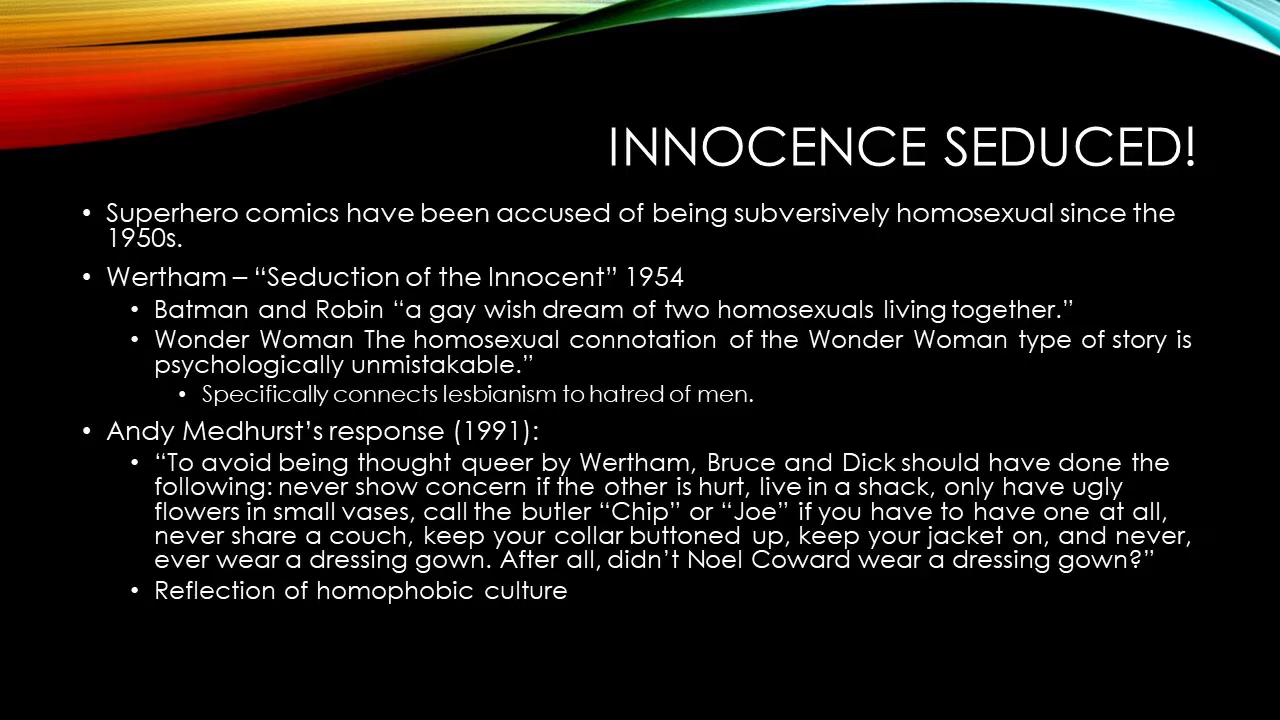 INNOCENCE SEDUCED!
• Superhero comics have been accused of being subversively homosexual since the
1950s.
• Wertham – “Seduction of the Innocent” 1954
• Batman and Robin “a gay wish dream of two homosexuals living together.”
• Wonder Woman The homosexual connotation of the Wonder Woman type of story is
psychologically unmistakable.”
• Specifically connects lesbianism to hatred of men.
• Andy Medhurst’s response (1991):
• “To avoid being thought queer by Wertham, Bruce and Dick should have done the
following: never show concern if the other is hurt, live in a shack, only have ugly
flowers in small vases, call the butler “Chip” or “Joe” if you have to have one at all,
never share a couch, keep your collar buttoned up, keep your jacket on, and never,
ever wear a dressing gown. After all, didn’t Noel Coward wear a dressing gown?”
• Reflection of homophobic culture